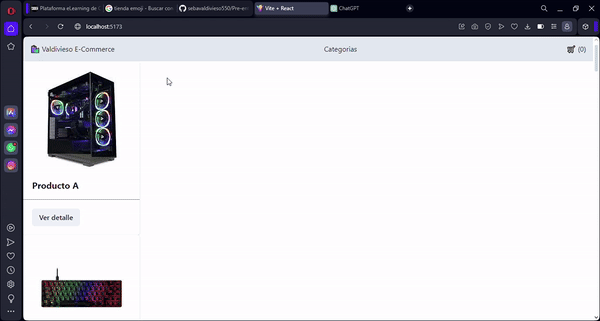 Plataforma eLearning de
tienda emoji - Buscar con
sebavaldivieso550/Pre-en
Vite + React
ChatGPT
localhost:5173
Valdivieso E-Commerce
Categorias
(0)
Producto A
Ver detalle